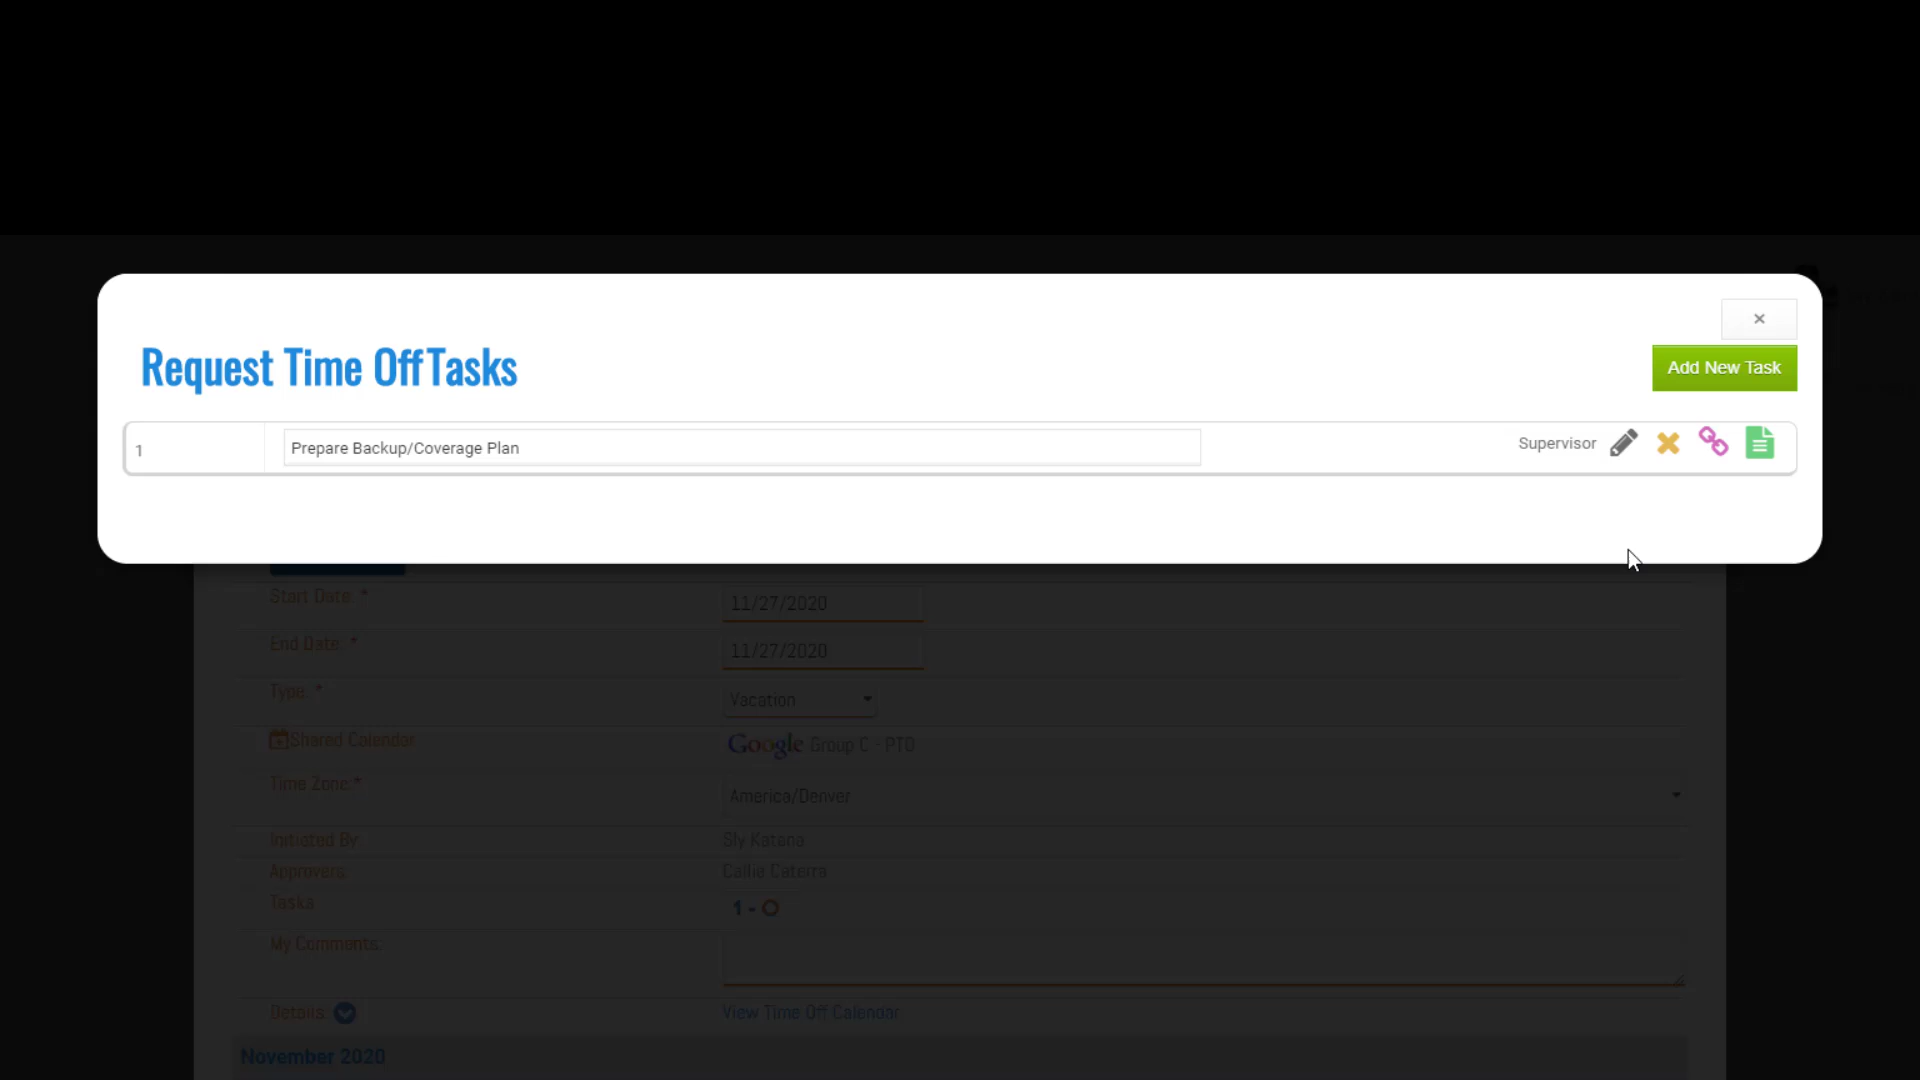 ×
Request Time Off Tasks
Add New Task
1 Prepare Backup/Coverage Plan Supervisor
Start Date: * 11/27/2020
End Date: * 11/27/2020
Type: * Vacation
Shared Calendar Google Group C - PTO
Time Zone:* America/Denver
Initiated By: Sly Katana
Approvers: Callie Caterra
Tasks 1 -
My Comments:
Details: View Time Off Calendar
November 2020